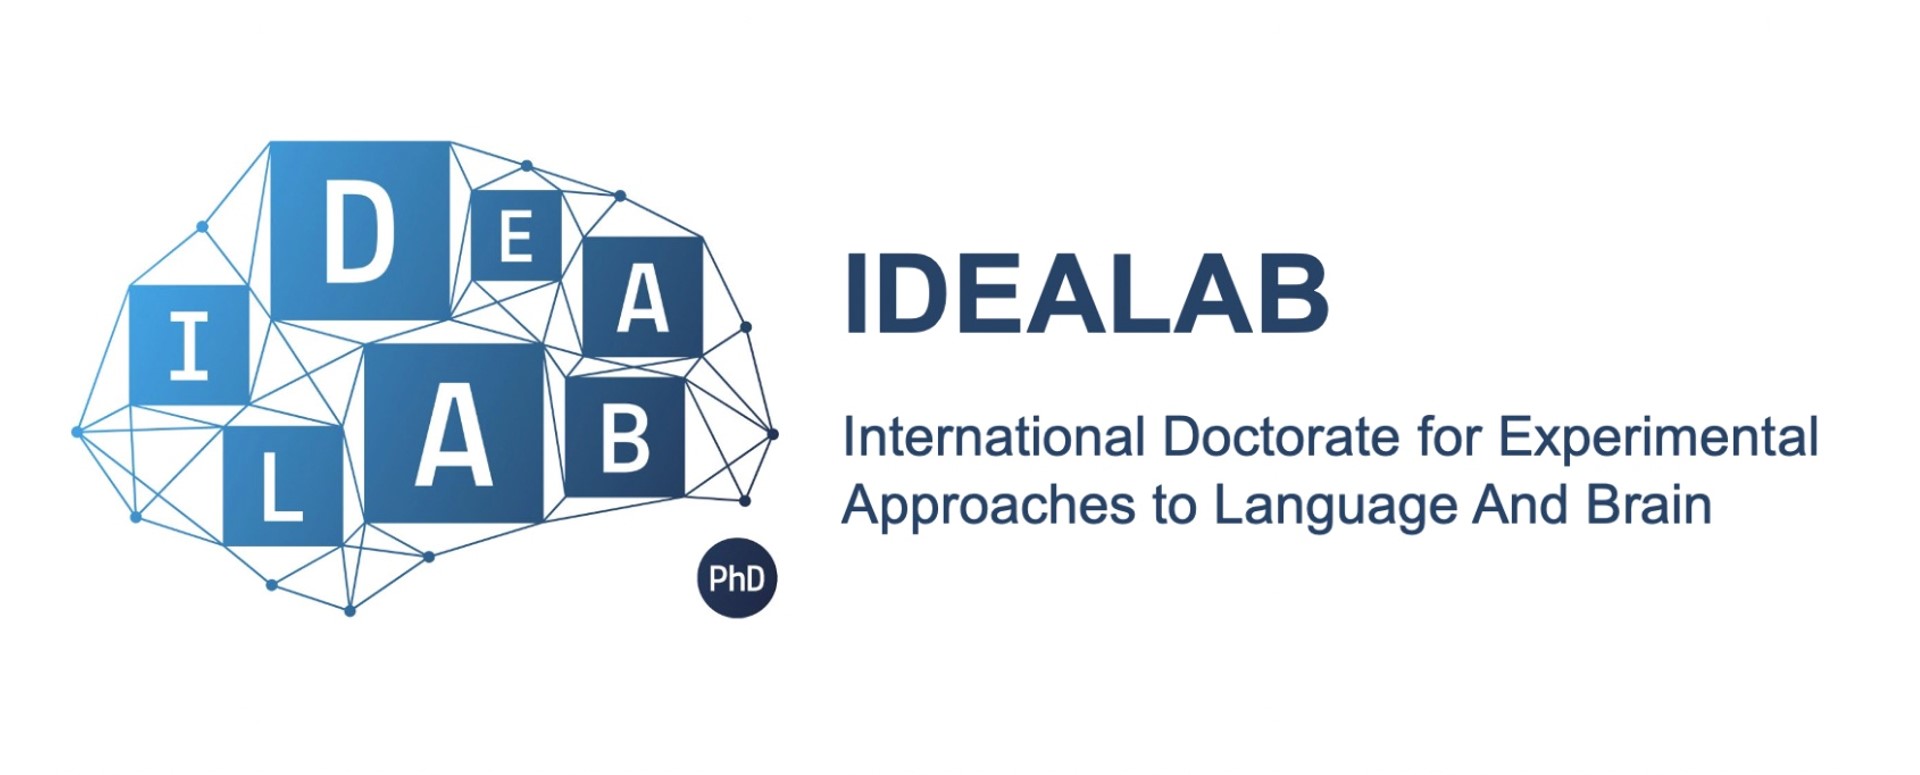 I D E A
L A B
PhD
IDEALAB
International Doctorate for Experimental
Approaches to Language And Brain